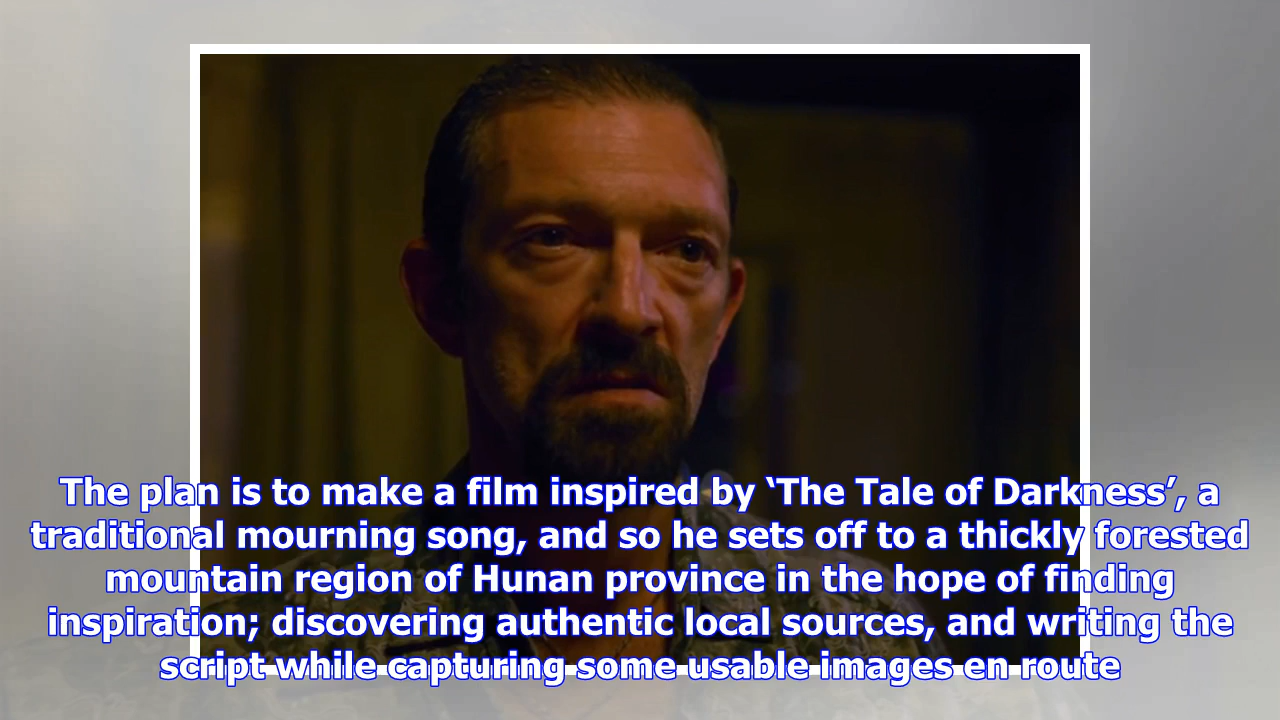 The plan is to make a film inspired by ‘The Tale of Darkness’, a
traditional mourning song, and so he sets off to a thickly forested
mountain region of Hunan province in the hope of finding
inspiration; discovering authentic local sources, and writing the
script while capturing some usable images en route